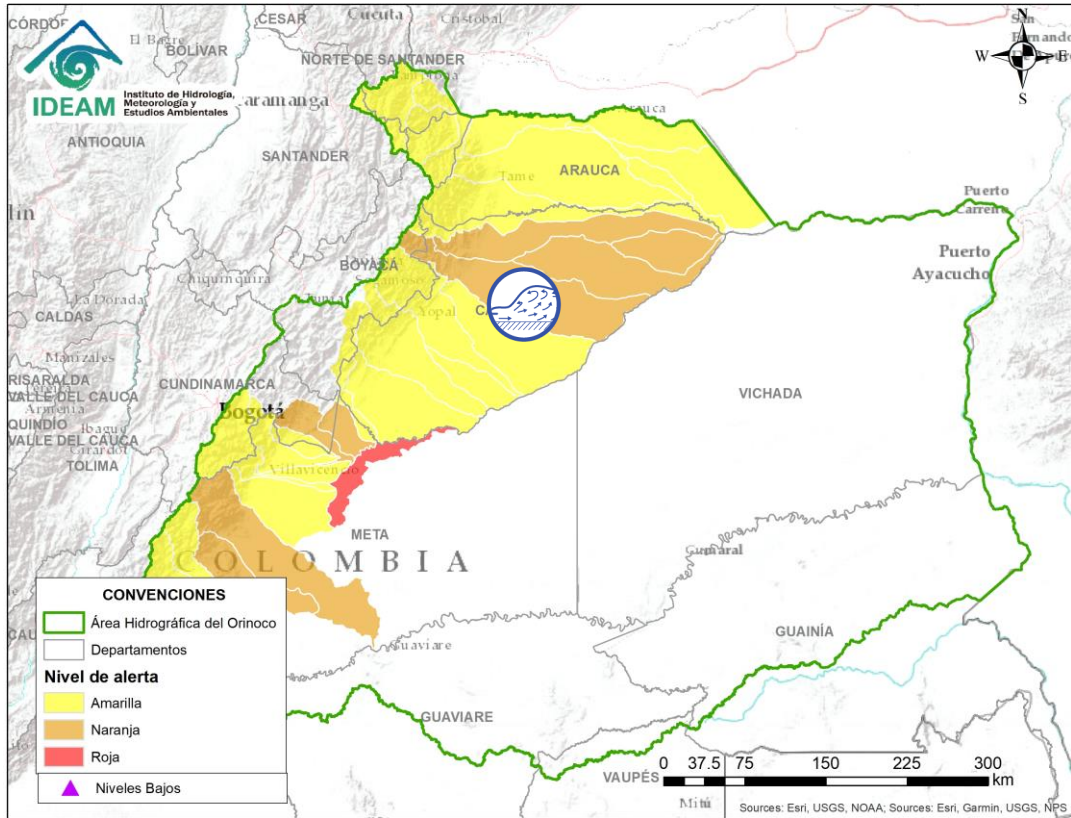 IDEAM
Instituto de Hidrología,
Meteorología y
Estudios Ambientales
El Bagre
BOLÍVAR
CESAR
Cucuta
Cristobal
NORTE DE SANTANDER
N
W
E
S
San
Fernando
ANTIOQUIA
SANTANDER
Tame
ARAUCA
Puerto
Carreño
Puerto
Ayacucho
BOYACÁ
Chiquinquira
La Dorada
CALDAS
Yopal
Manizales
RISARALDA
CUNDINAMARCA
VALLE DEL CAUCA
Armenia
Bogotá
VICHADA
QUINDÍO
Ibague
VALLE DEL CAUCA
Girardot
TOLIMA
Villavicencio
META
COLOMBIA
GUAINÍA
GUAVIARE
VAUPÉS
Mitú
CONVENCIONES
Área Hidrográfica del Orinoco
Departamentos
Nivel de alerta
Amarilla
Naranja
Roja
Niveles Bajos
0 37.5 75 150 225 300
km
Sources: Esri, USGS, NOAA; Sources: Esri, Garmin, USGS, NPS